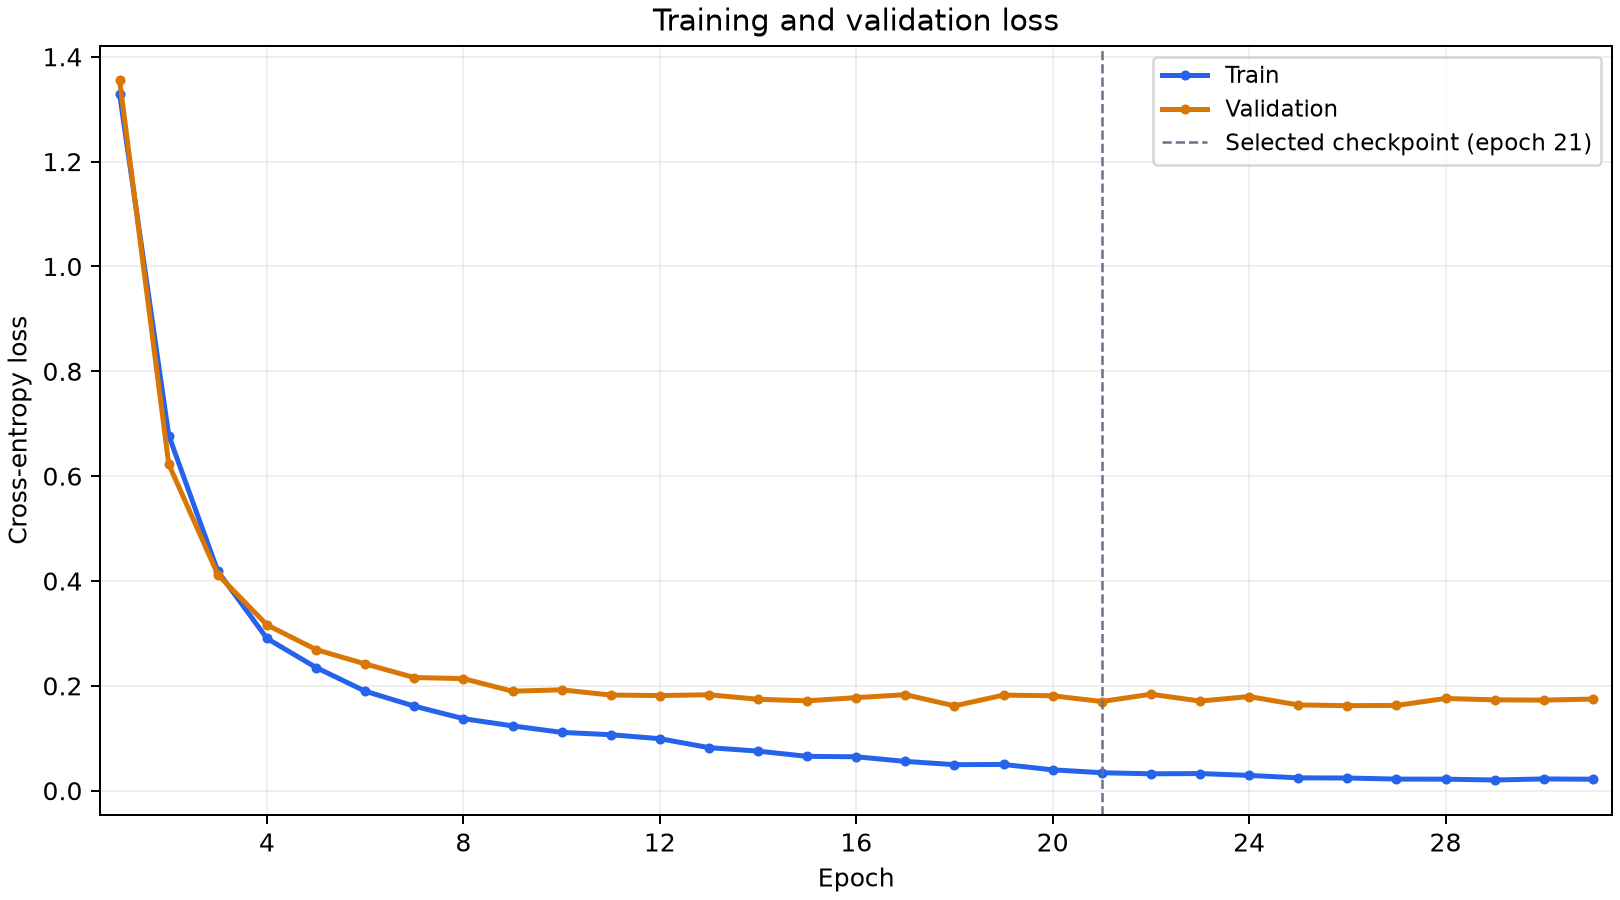 Training and validation loss
Train
Validation
Selected checkpoint (epoch 21)
Cross-entropy loss
1.4
1.2
1.0
0.8
0.6
0.4
0.2
0.0
4 8 12 16 20 24 28
Epoch